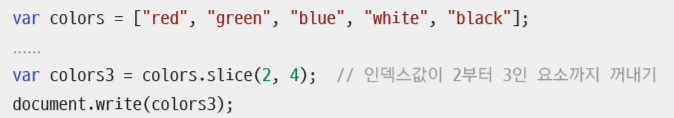 var colors = ["red", "green", "blue", "white", "black"];
......
var colors3 = colors.slice(2, 4);  // 인덱스값이 2부터 3인 요소까지 꺼내기
document.write(colors3);